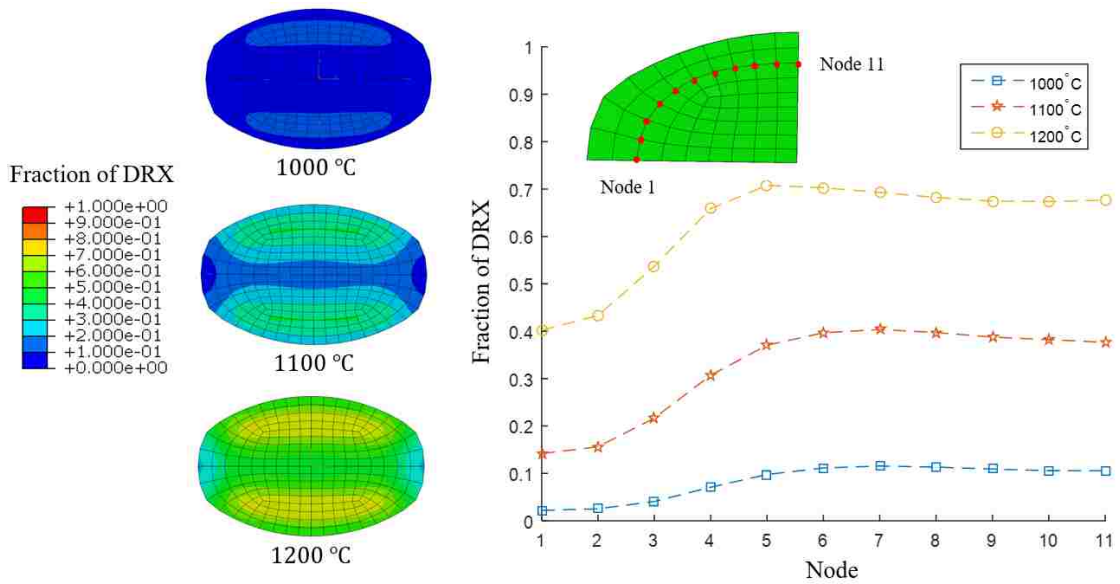 1000 °C
Fraction of DRX
+1.000e+00
+9.000e-01
+8.000e-01
+7.000e-01
+6.000e-01
+5.000e-01
+4.000e-01
+3.000e-01
+2.000e-01
+1.000e-01
+0.000e+00
1100 °C
1200 °C
Fraction of DRX
1
0.9
0.8
0.7
0.6
0.5
0.4
0.3
0.2
0.1
0
1 2 3 4 5 6 7 8 9 10 11
Node
Node 1
Node 11
1000°C
1100°C
1200°C